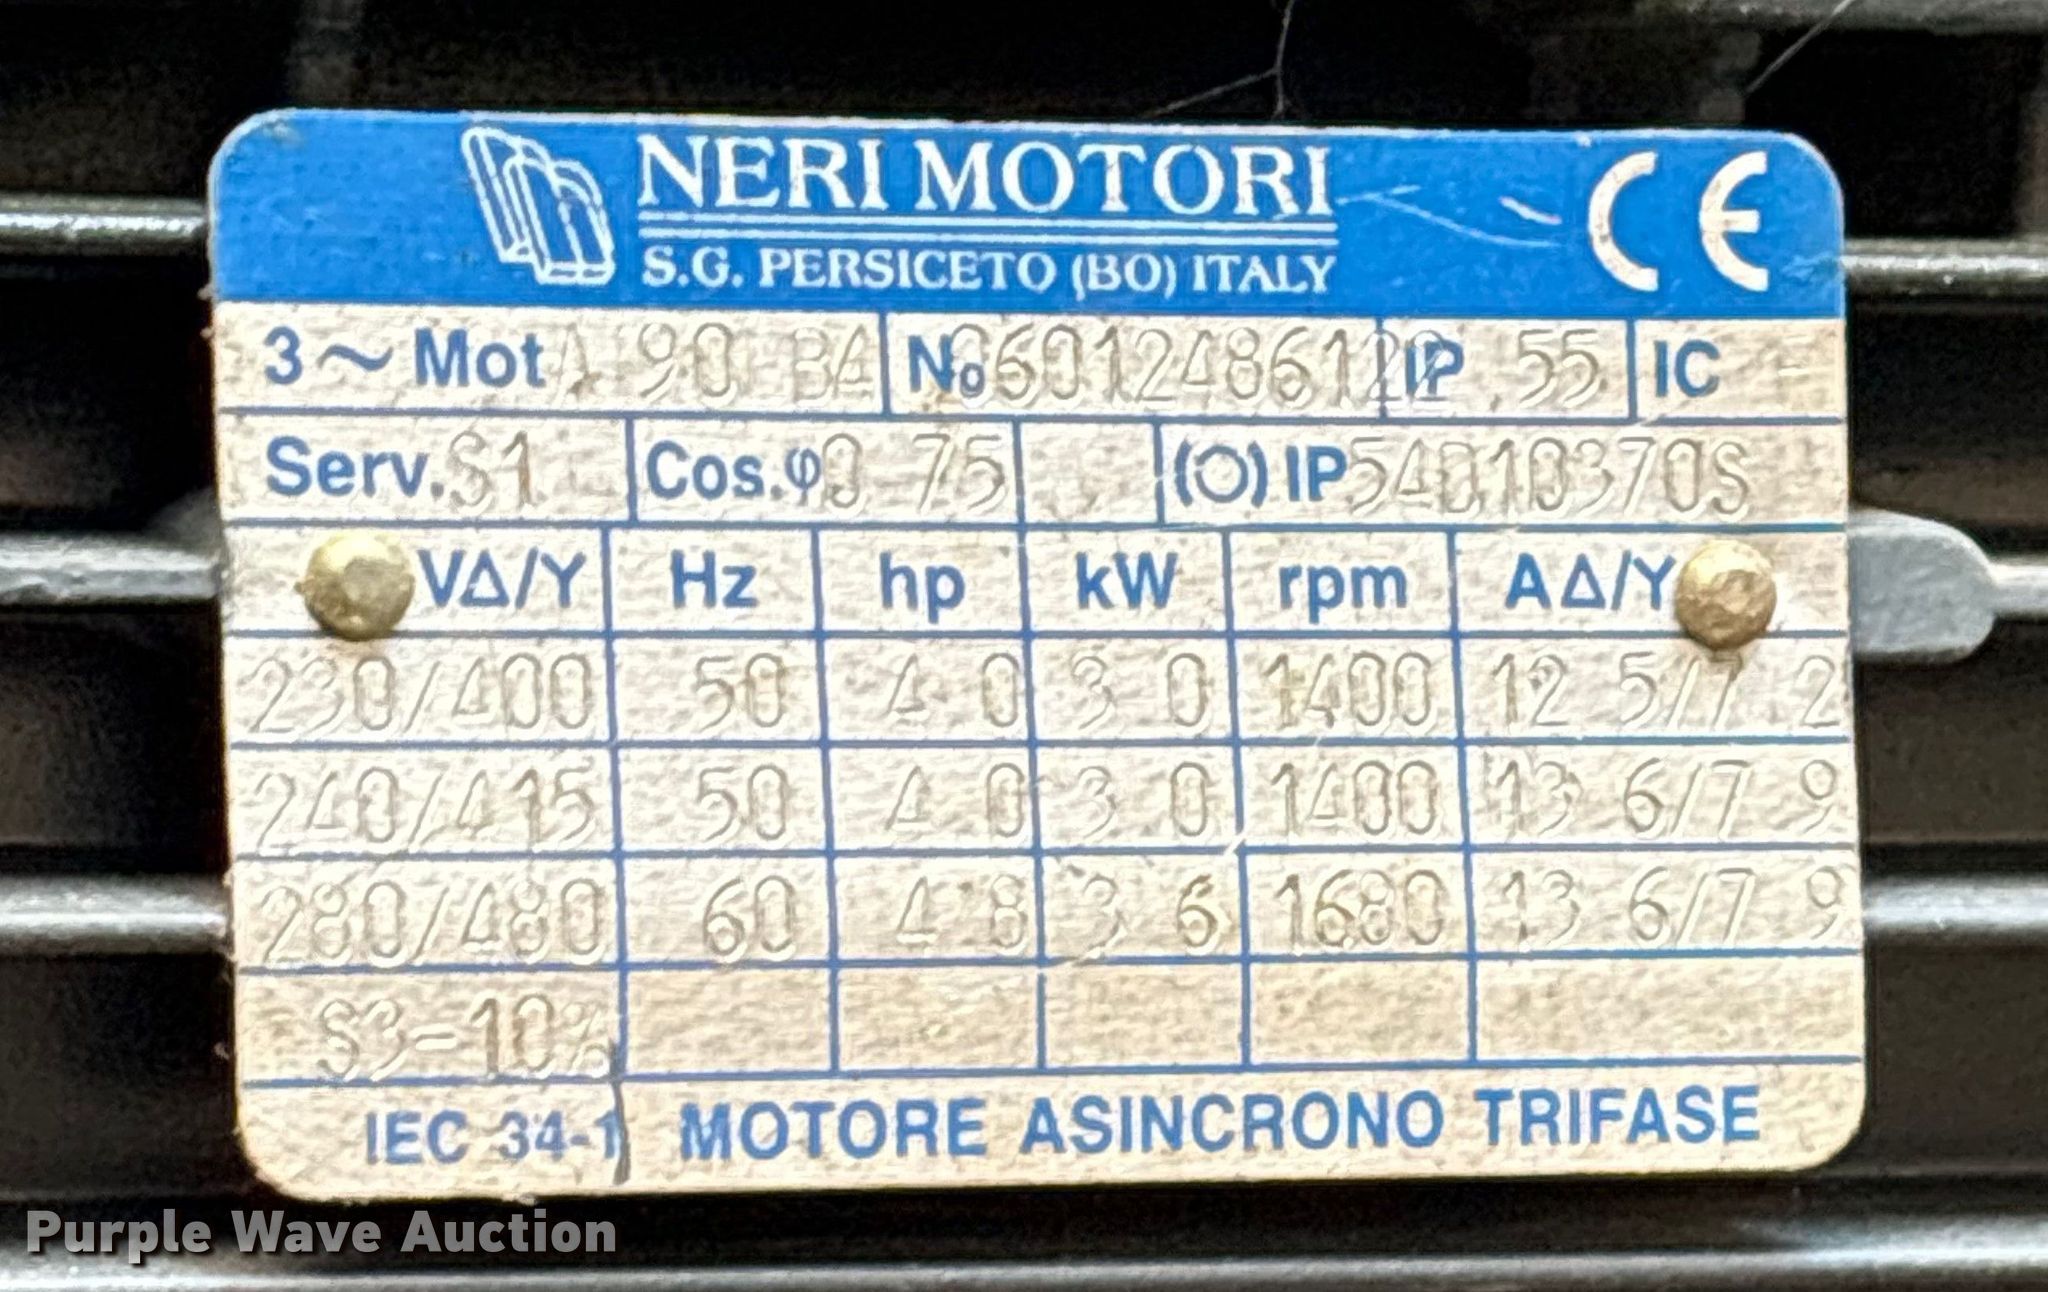 NERI MOTORI
S.G. PERSICETO (BO) ITALY
CE
3~Mot A 90 BA No 06012486122 IP 55 IC -
Serv. S1 Cos.φ 0 75 (O) IP 54010370S
VΔ/Y Hz hp kW rpm AΔ/Y
230/400 50 4 0 3 0 1400 12 5/7 2
240/415 50 4 0 3 0 1400 13 6/7 9
280/480 60 4 8 3 6 1680 13 6/7 9
S3-10%
IEC 34-1 MOTORE ASINCRONO TRIFASE
Purple Wave Auction